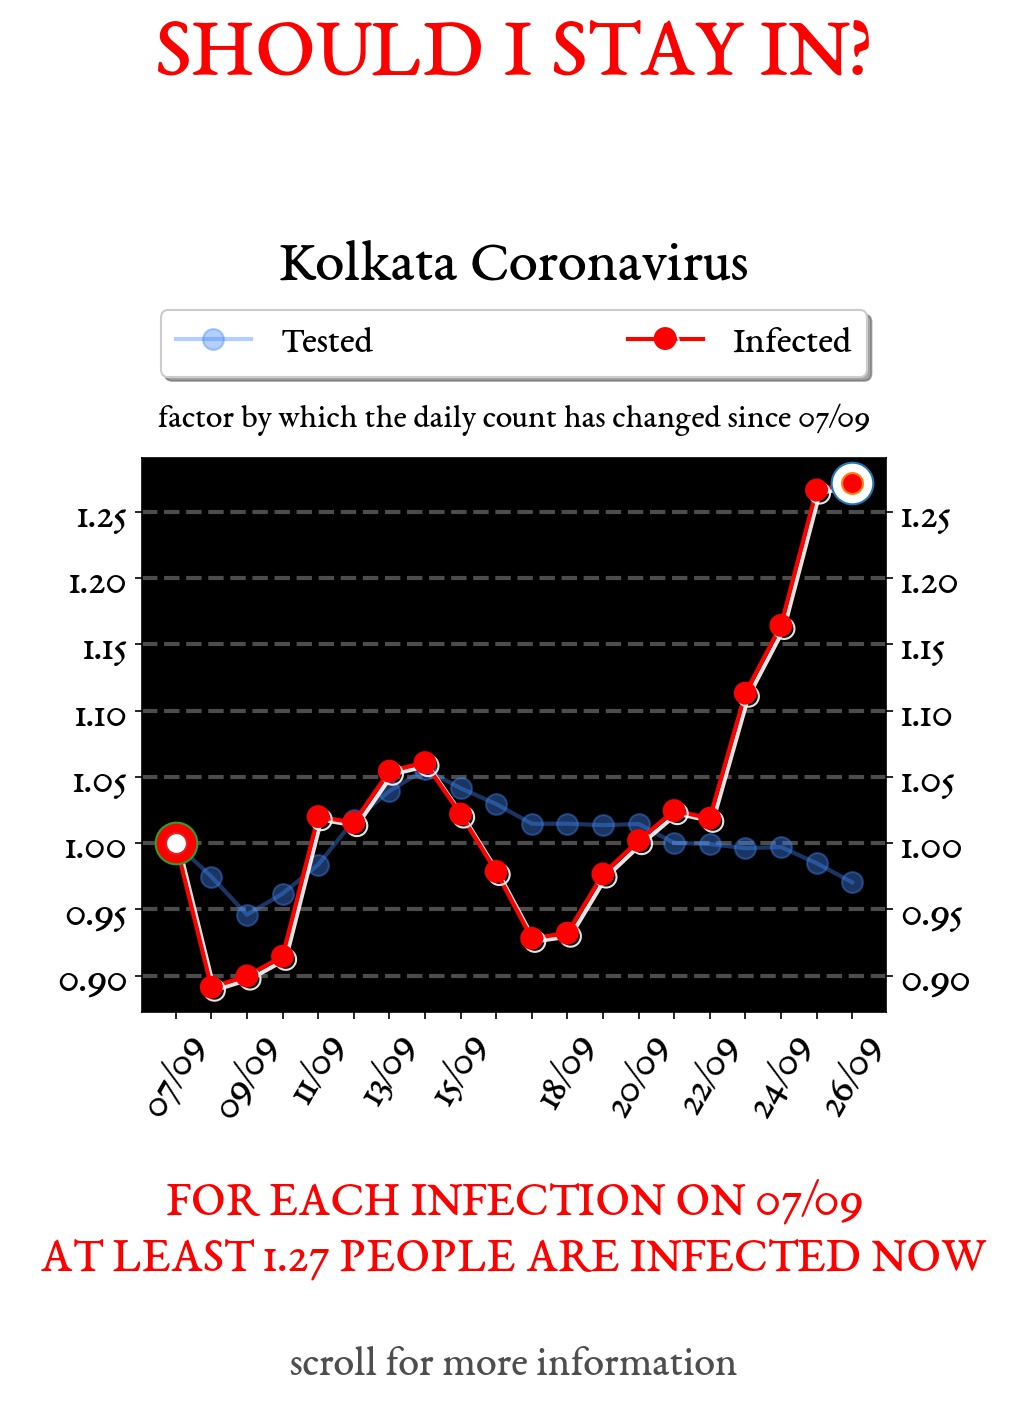 SHOULD I STAY IN?
Kolkata Coronavirus
Tested Infected
factor by which the daily count has changed since 07/09
1.25 1.25
1.20 1.20
1.15 1.15
1.10 1.10
1.05 1.05
1.00 1.00
0.95 0.95
0.90 0.90
07/09 09/09 11/09 13/09 15/09 18/09 20/09 22/09 24/09 26/09
FOR EACH INFECTION ON 07/09
AT LEAST 1.27 PEOPLE ARE INFECTED NOW
scroll for more information